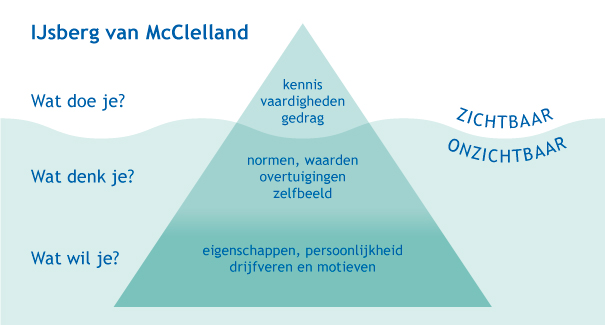 IJsberg van McClelland
Wat doe je?
kennis
vaardigheden
gedrag
ZICHTBAAR
ONZICHTBAAR
Wat denk je?
normen, waarden
overtuigingen
zelfbeeld
Wat wil je?
eigenschappen, persoonlijkheid
drijfveren en motieven